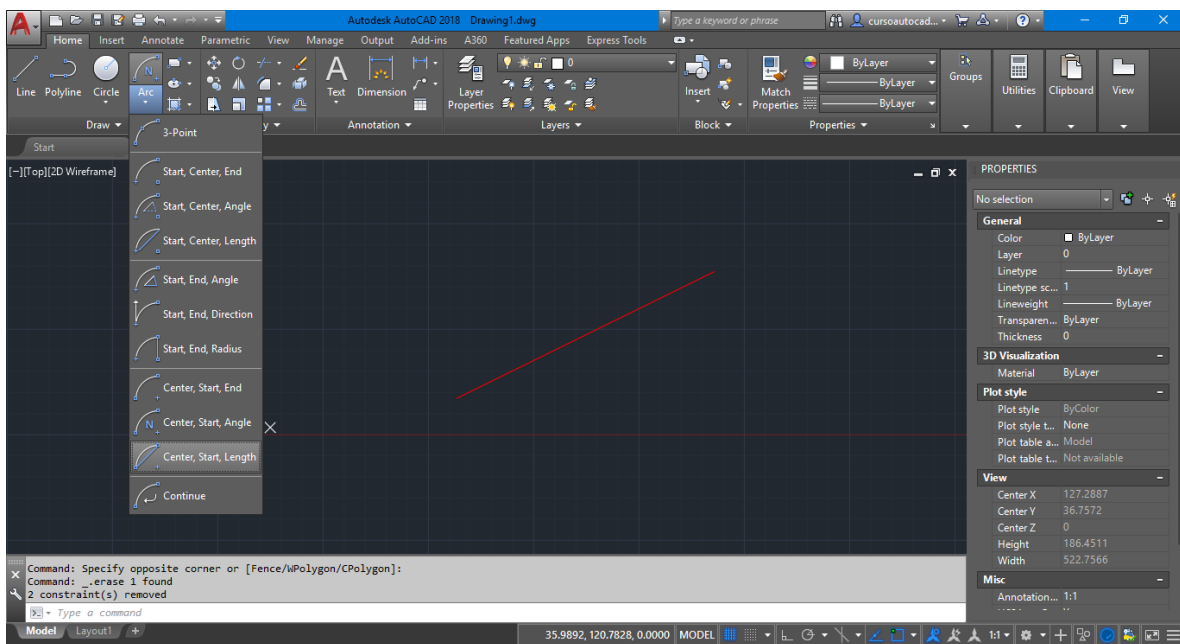 Autodesk AutoCAD 2018 Drawing1.dwg
Type a keyword or phrase
cursoautocad...
Home Insert Annotate Parametric View Manage Output Add-ins A360 Featured Apps Express Tools
0
ByLayer
ByLayer
ByLayer
Line Polyline Circle Arc
Text Dimension
Layer
Properties
Insert
Match
Properties
Groups
Utilities
Clipboard
View
Draw
y
Annotation
Layers
Block
Properties
Start
3-Point
Start, Center, End
Start, Center, Angle
Start, Center, Length
Start, End, Angle
Start, End, Direction
Start, End, Radius
Center, Start, End
Center, Start, Angle
Center, Start, Length
Continue
[−][Top][2D Wireframe]
PROPERTIES
No selection
General
Color ByLayer
Layer 0
Linetype ByLayer
Linetype sc... 1
Lineweight ByLayer
Transparen... ByLayer
Thickness 0
3D Visualization
Material ByLayer
Plot style
Plot style ByColor
Plot style t... None
Plot table a... Model
Plot table t... Not available
View
Center X 127.2887
Center Y 36.7572
Center Z 0
Height 186.4511
Width 522.7566
Misc
Annotation... 1:1
Command: Specify opposite corner or [Fence/WPolygon/CPolygon]:
Command: _.erase 1 found
2 constraint(s) removed
Type a command
Model Layout1 +
35.9892, 120.7828, 0.0000 MODEL 1:1